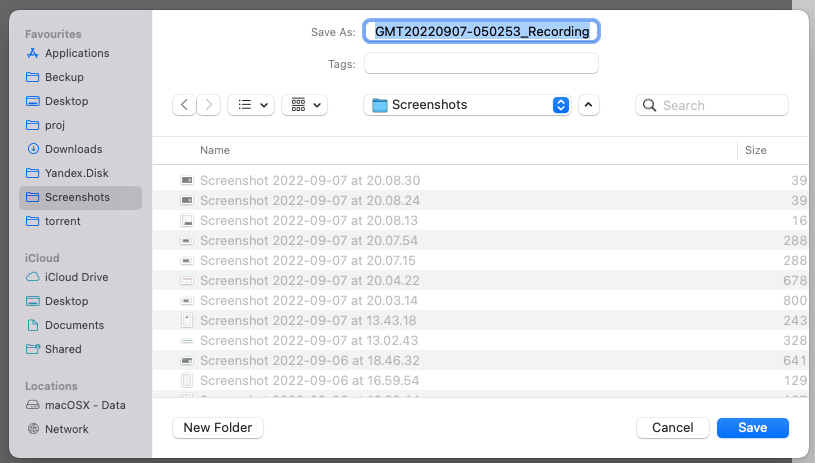 Favourites
Applications
Beckup
Desktop
proj
Downloads
Yandex.Disk
Screenshots
torrent
iCloud
iCloud Drive
Desktop
Documents
Shared
Locations
macOSX - Data
Network
Save As: GMT20220907-050253_Recording
Tags:
Screenshots
Search
Name Size
Screenshot 2022-09-07 at 20.08.30 39
Screenshot 2022-09-07 at 20.08.24 39
Screenshot 2022-09-07 at 20.08.13 16
Screenshot 2022-09-07 at 20.07.54 288
Screenshot 2022-09-07 at 20.07.15 288
Screenshot 2022-09-07 at 20.04.22 678
Screenshot 2022-09-07 at 20.03.14 800
Screenshot 2022-09-07 at 13.43.18 243
Screenshot 2022-09-07 at 13.02.43 328
Screenshot 2022-09-06 at 18.46.32 641
Screenshot 2022-09-06 at 16.59.54 129
New Folder Cancel Save